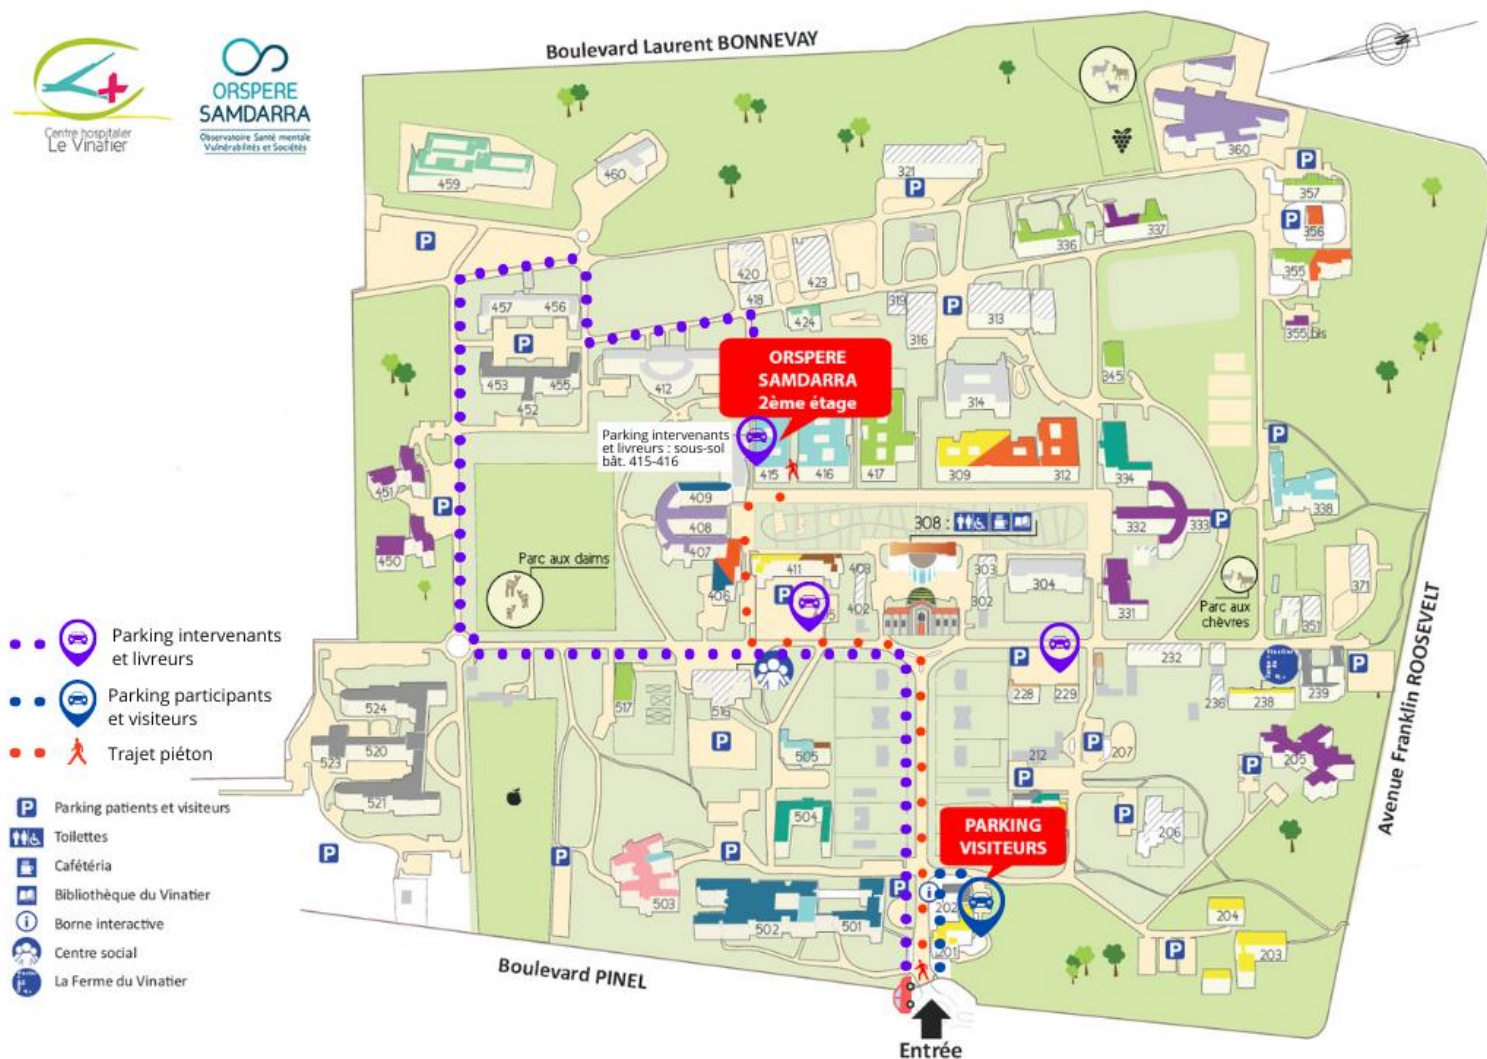 Boulevard Laurent BONNEVAY
N
Centre hospitalier
Le Vinatier
ORSPERE
SAMDARRA
Observatoire Santé mentale
Vulnérabilités et Sociétés
459
460
321
360
357
356
355
355 bis
336
337
420
423
418
424
319
316
313
457
456
453
455
452
412
ORSPERE
SAMDARRA
2ème étage
314
345
Parking intervenants
et livreurs : sous-sol
bât. 415-416
415
416
417
309
312
334
338
451
450
409
408
407
406
308 :
332
333
Parc aux daims
411
403
402
303
302
304
331
Parc aux
chèvres
371
351
Parking intervenants
et livreurs
Parking participants
et visiteurs
Trajet piéton
P Parking patients et visiteurs
Toilettes
Cafétéria
Bibliothèque du Vinatier
i Borne interactive
Centre social
La Ferme du Vinatier
517
516
228
229
232
236
238
239
524
520
523
521
505
504
212
207
205
206
PARKING
VISITEURS
503
502
501
202
201
204
203
Avenue Franklin ROOSEVELT
Boulevard PINEL
Entrée